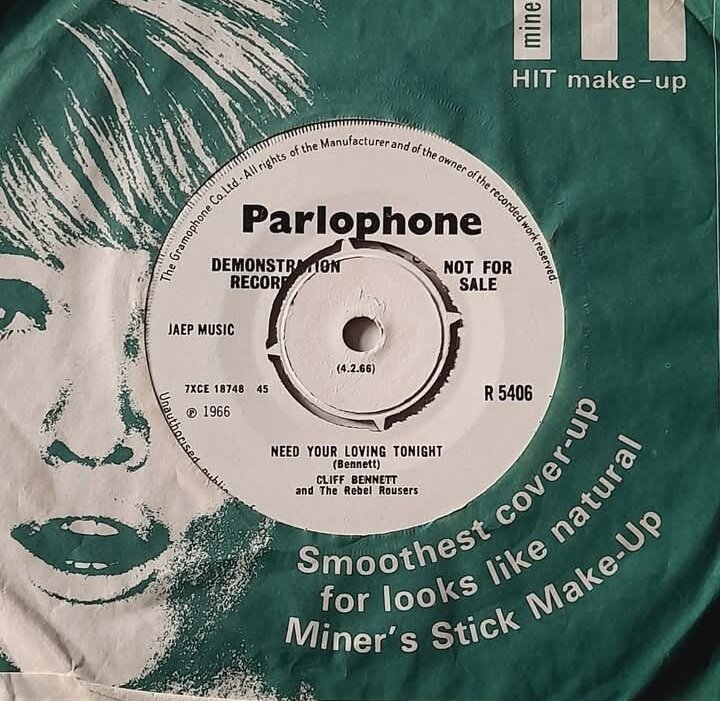 mine
HIT make-up
The Gramophone Co. Ltd · All rights of the Manufacturer and of the owner of the recorded work reserved.
Parlophone
DEMONSTRATION
RECORD
NOT FOR
SALE
JAEP MUSIC
(4.2.66)
7XCE 18748 45
℗ 1966
R 5406
Unauthorised
NEED YOUR LOVING TONIGHT
(Bennett)
CLIFF BENNETT
and The Rebel Rousers
Smoothest cover-up
for looks like natural
Miner's Stick Make-Up